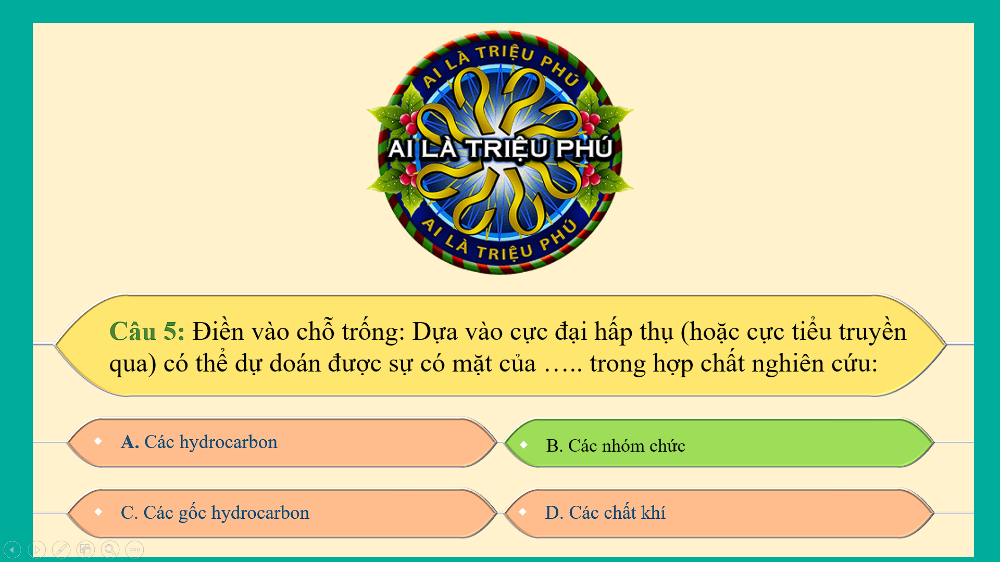 AI LÀ TRIỆU PHÚ
AI LÀ TRIỆU PHÚ
AI LÀ TRIỆU PHÚ
Câu 5: Điền vào chỗ trống: Dựa vào cực đại hấp thụ (hoặc cực tiểu truyền
qua) có thể dự doán được sự có mặt của ….. trong hợp chất nghiên cứu:
A. Các hydrocarbon
B. Các nhóm chức
C. Các gốc hydrocarbon
D. Các chất khí